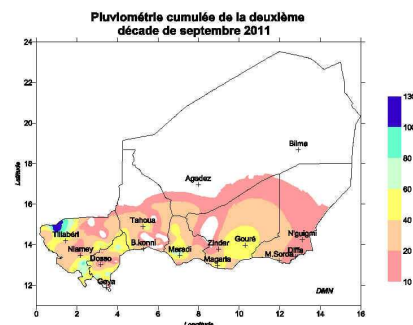 Pluviométrie cumulée de la deuxième
décade de septembre 2011
24
22
20
18
16
14
12
Latitude
Bilma
Agadez
Tahoua
Tillabéri
Niamey
B.konni
Dosso
Maradi
Zinder
Gouré
N'guigmi
Diffa
Magaria
M.Soroa
Gaya
DMN
0 2 4 6 8 10 12 14 16
Longitude
130
100
80
60
40
20
10